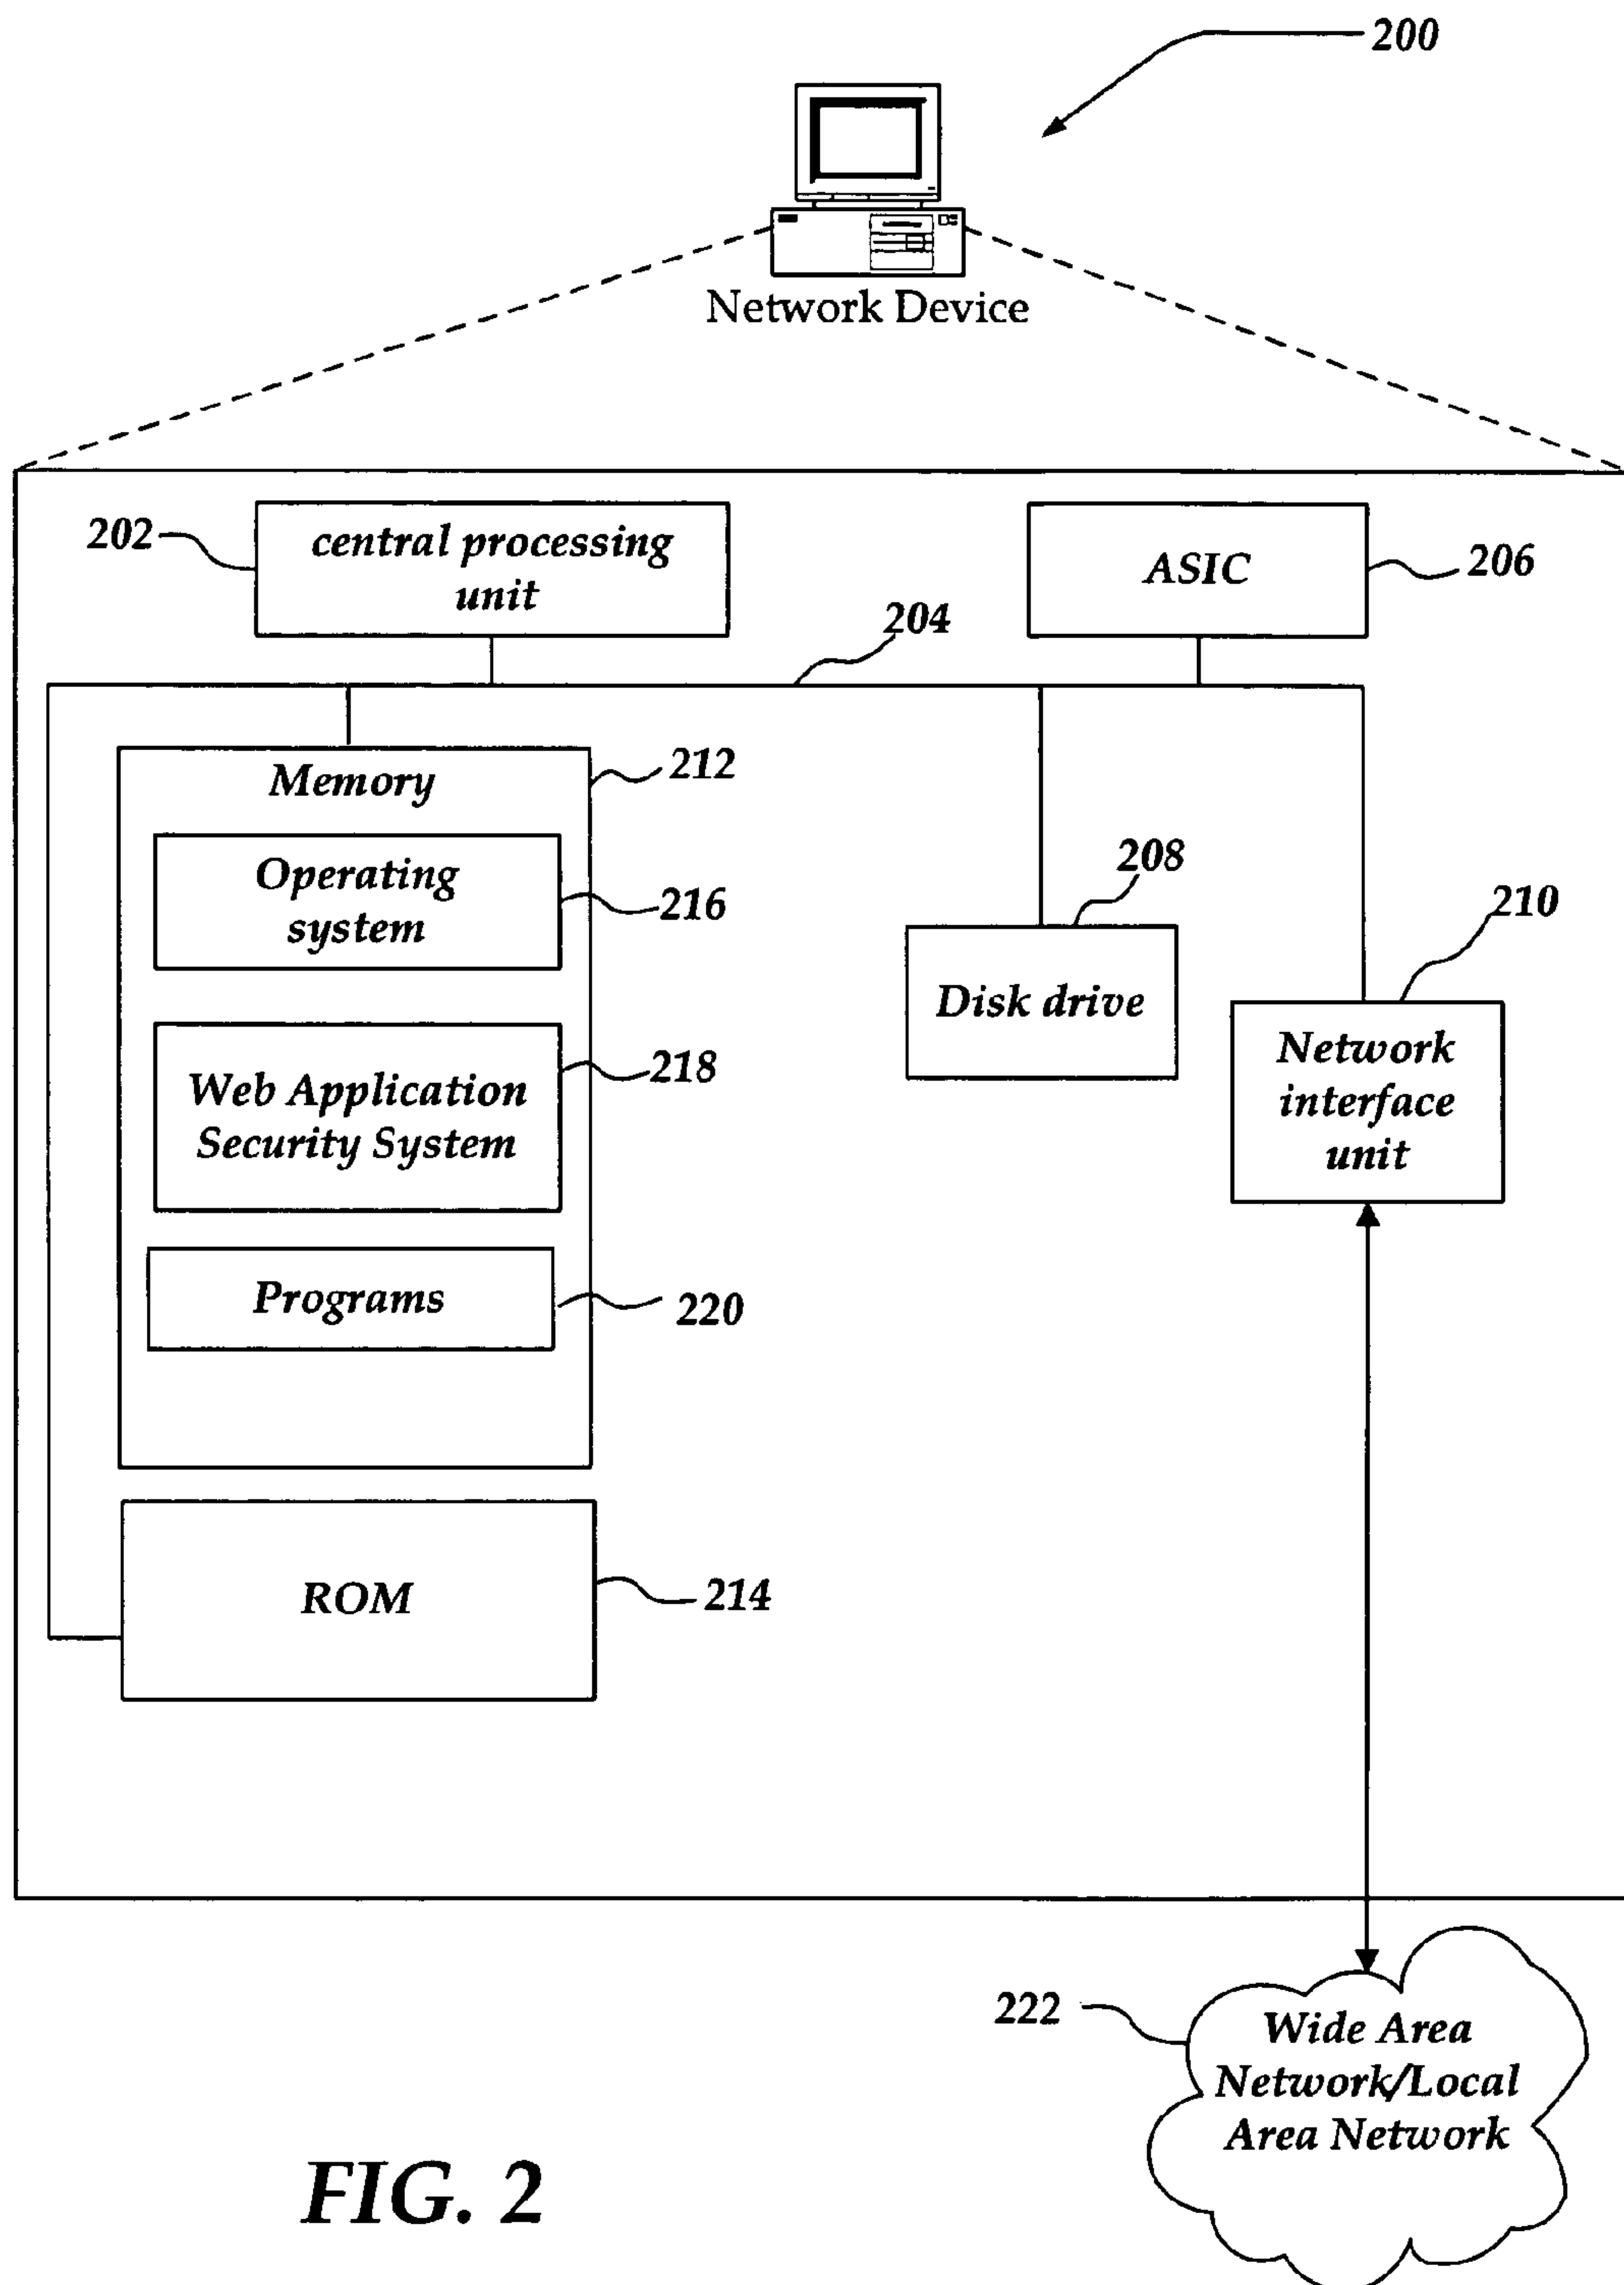 200
Network Device
202
central processing
unit
ASIC
206
204
Memory
212
Operating
system
216
208
210
Disk drive
Network
interface
unit
Web Application
Security System
218
Programs
220
ROM
214
222
Wide Area
Network/Local
Area Network
FIG. 2